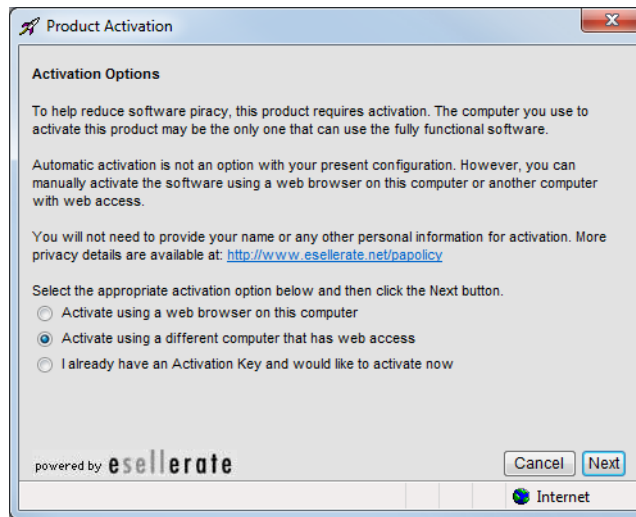 Product Activation
Activation Options
To help reduce software piracy, this product requires activation. The computer you use to
activate this product may be the only one that can use the fully functional software.
Automatic activation is not an option with your present configuration. However, you can
manually activate the software using a web browser on this computer or another computer
with web access.
You will not need to provide your name or any other personal information for activation. More
privacy details are available at: http://www.esellerate.net/papolicy
Select the appropriate activation option below and then click the Next button.
Activate using a web browser on this computer
Activate using a different computer that has web access
I already have an Activation Key and would like to activate now
powered by esellerate
Cancel Next
Internet